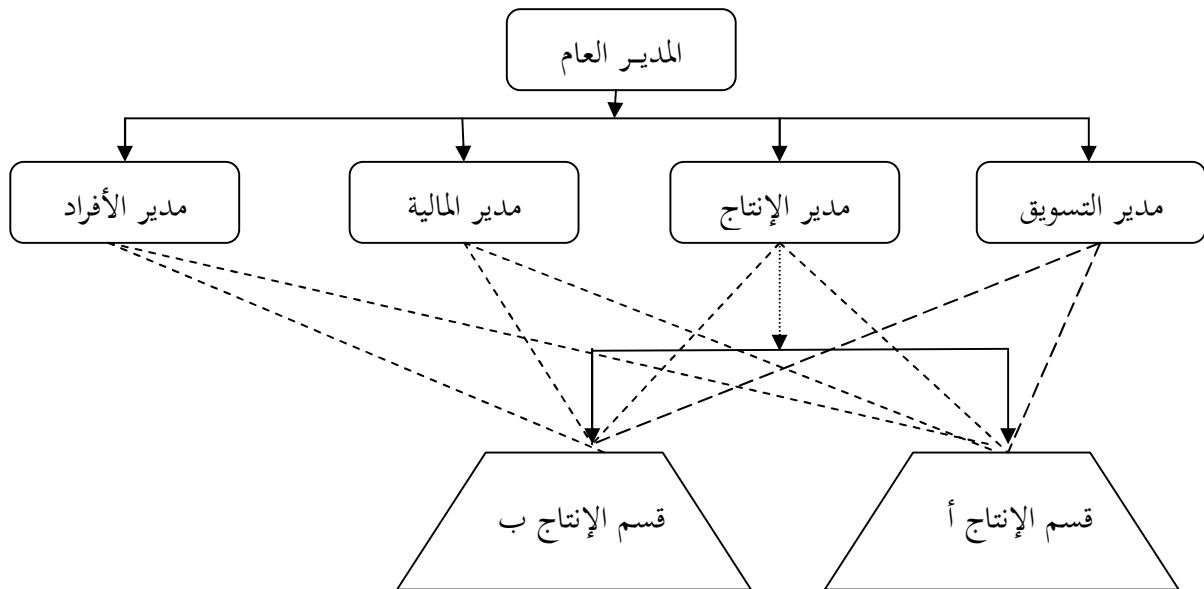 المديـر العام
مدير التسويق
مدير الإنتاج
مدير المالية
مدير الأفراد
قسم الإنتاج أ
قسم الإنتاج ب